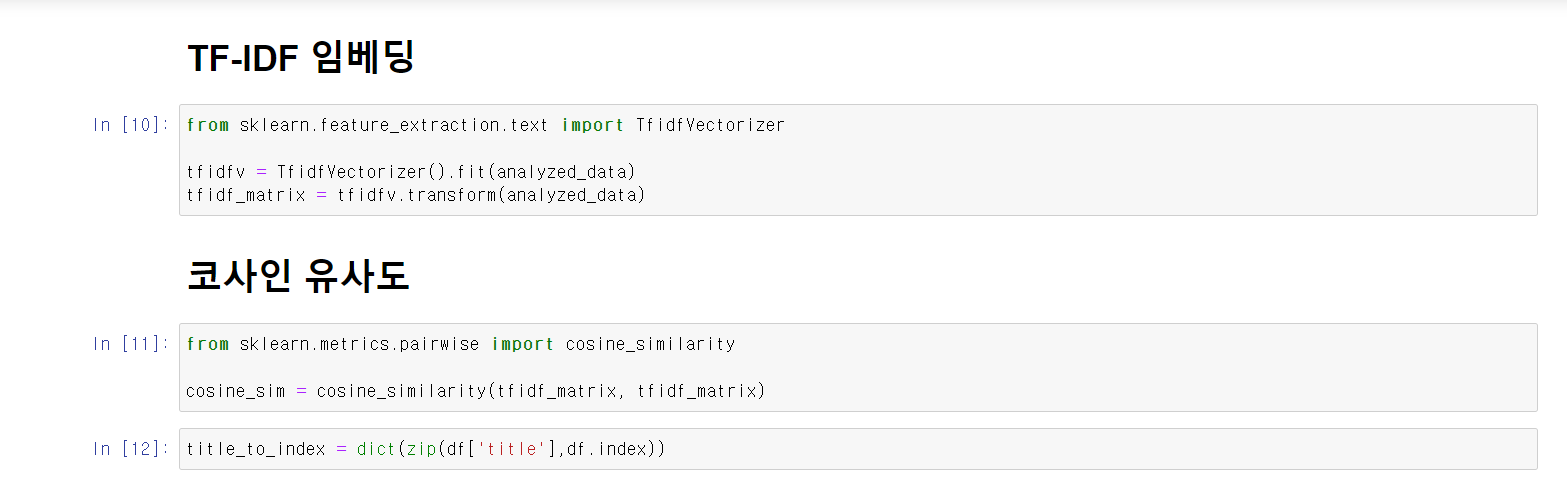 TF-IDF 임베딩
In [10]: from sklearn.feature_extraction.text import TfidfVectorizer
tfidfv = TfidfVectorizer().fit(analyzed_data)
tfidf_matrix = tfidfv.transform(analyzed_data)
코사인 유사도
In [11]: from sklearn.metrics.pairwise import cosine_similarity
cosine_sim = cosine_similarity(tfidf_matrix, tfidf_matrix)
In [12]: title_to_index = dict(zip(df['title'],df.index))